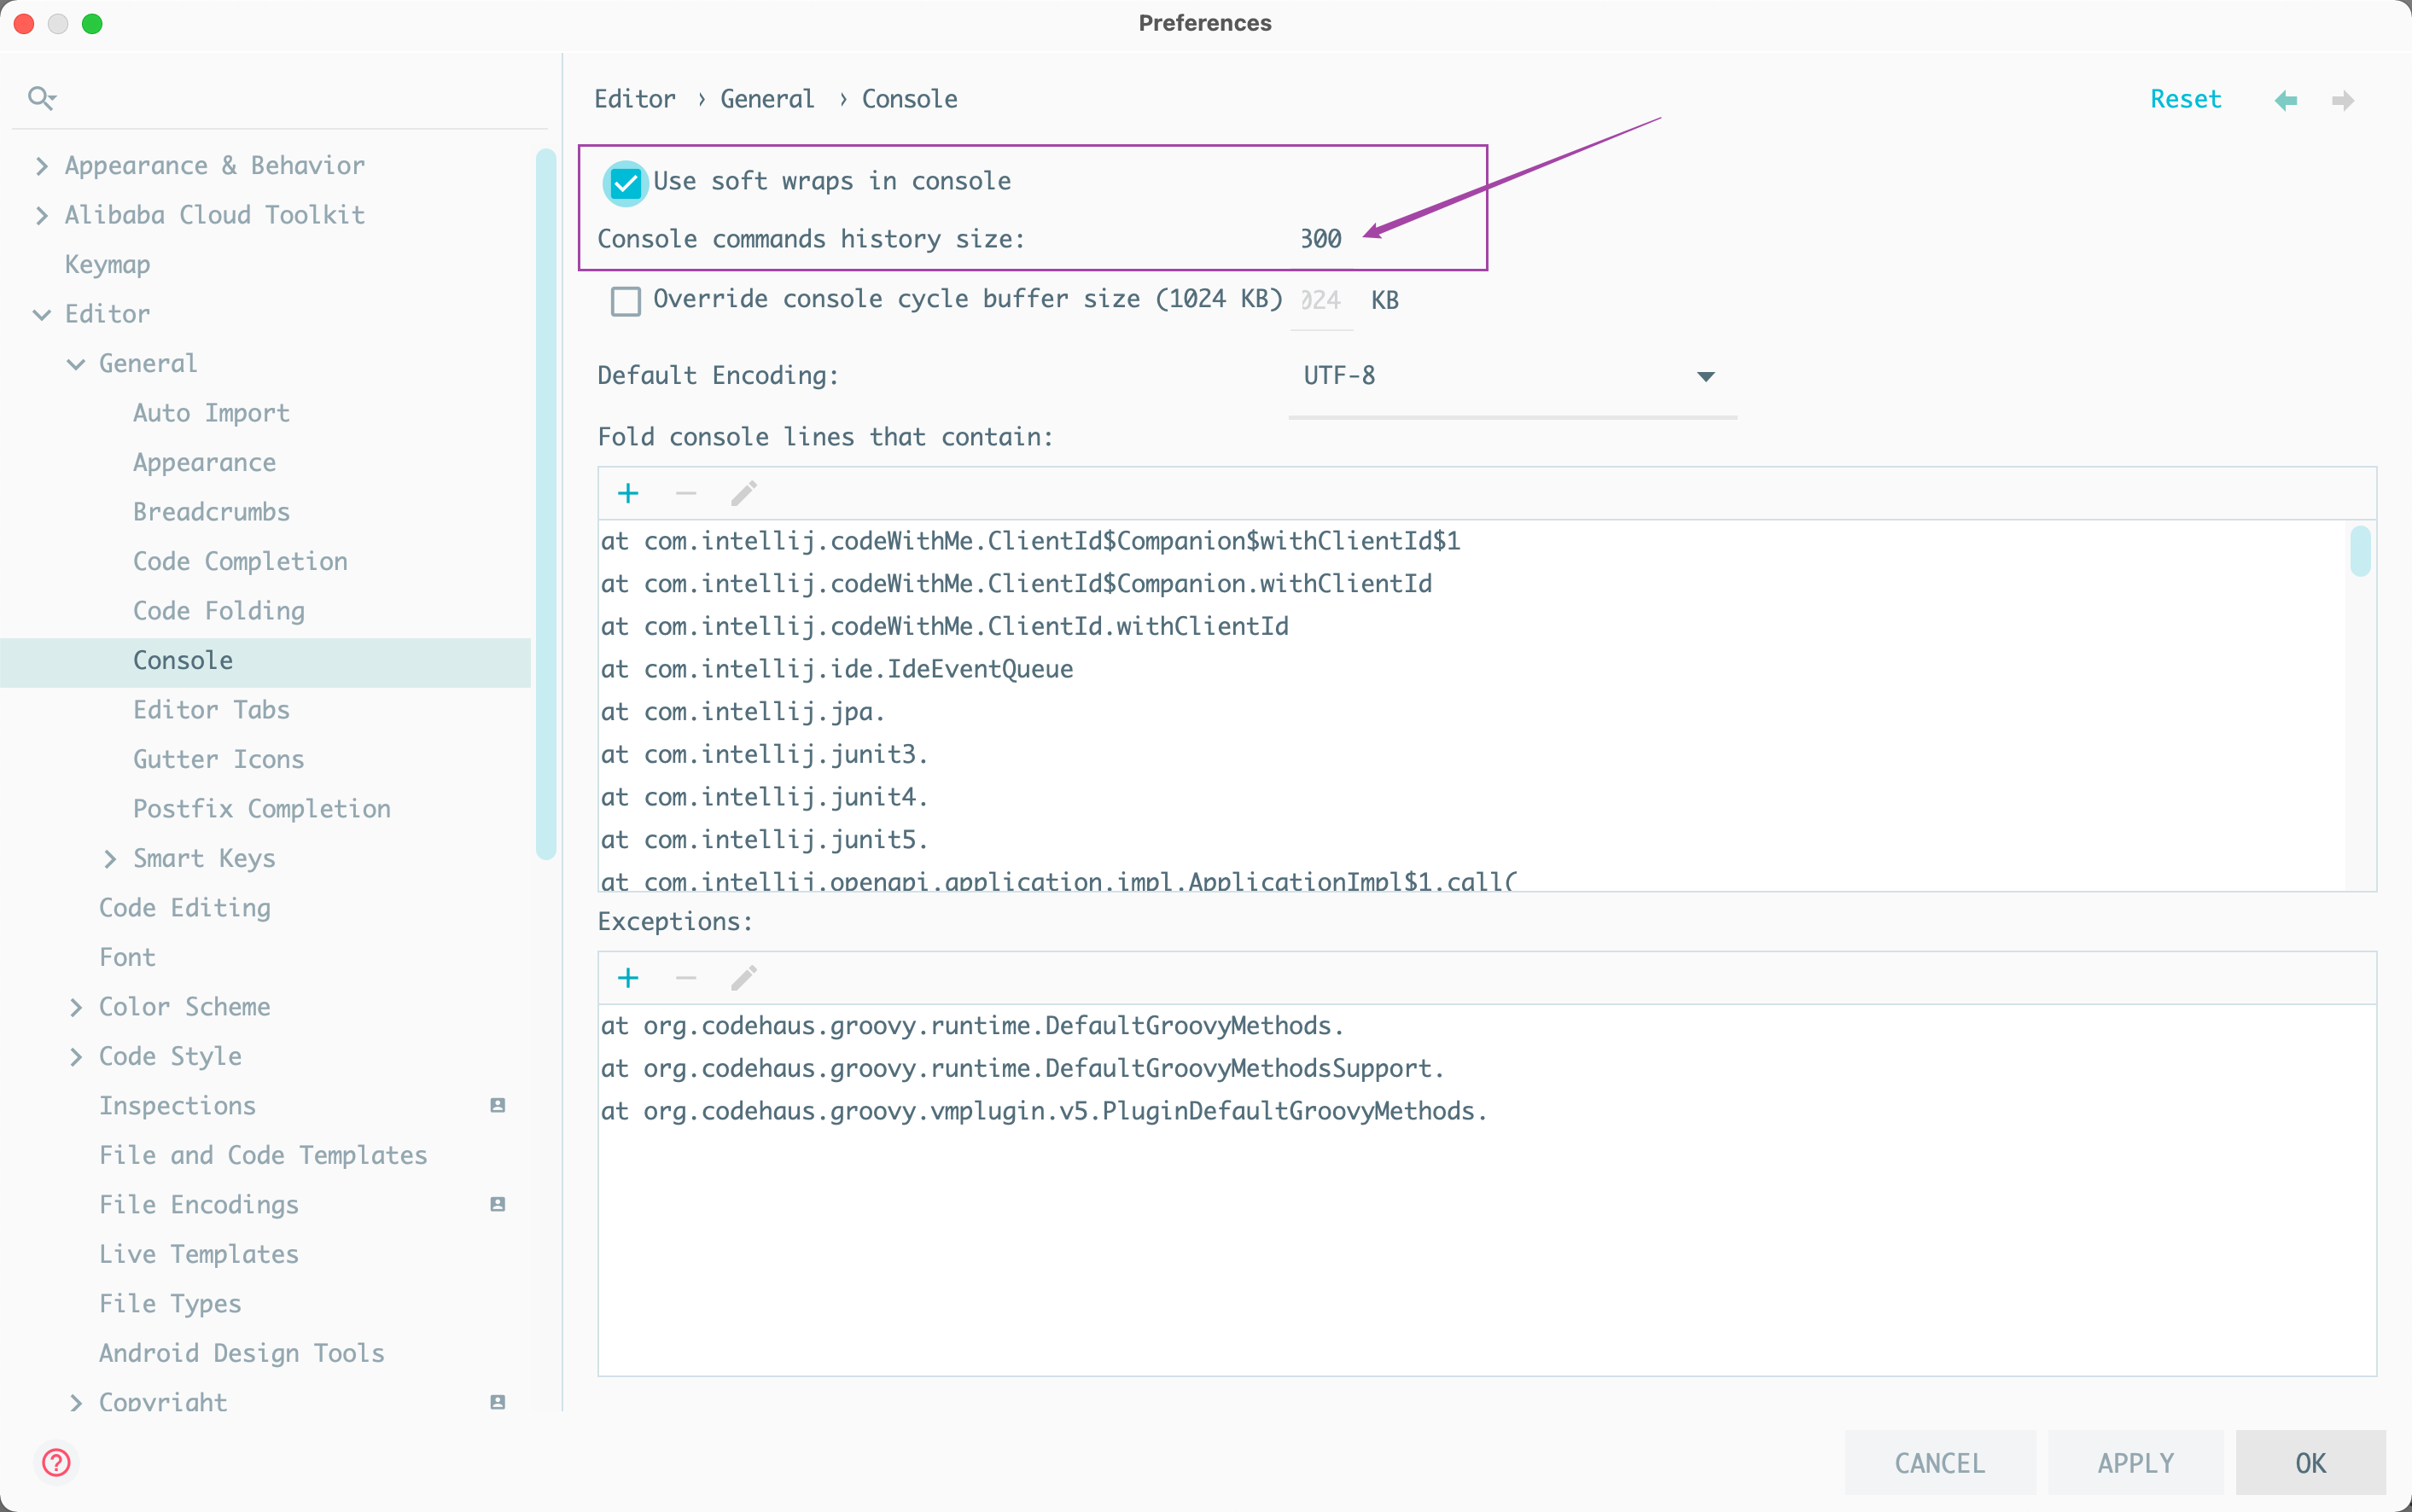 Preferences
Editor › General › Console
Reset
Appearance & Behavior
Alibaba Cloud Toolkit
Keymap
Editor
General
Auto Import
Appearance
Breadcrumbs
Code Completion
Code Folding
Console
Editor Tabs
Gutter Icons
Postfix Completion
Smart Keys
Code Editing
Font
Color Scheme
Code Style
Inspections
File and Code Templates
File Encodings
Live Templates
File Types
Android Design Tools
Copyright
Use soft wraps in console
Console commands history size: 300
Override console cycle buffer size (1024 KB) 024 KB
Default Encoding: UTF-8
Fold console lines that contain:
at com.intellij.codeWithMe.ClientId$Companion$withClientId$1
at com.intellij.codeWithMe.ClientId$Companion.withClientId
at com.intellij.codeWithMe.ClientId.withClientId
at com.intellij.ide.IdeEventQueue
at com.intellij.jpa.
at com.intellij.junit3.
at com.intellij.junit4.
at com.intellij.junit5.
at com.intellij.openapi.application.impl.ApplicationImpl$1.call(
Exceptions:
at org.codehaus.groovy.runtime.DefaultGroovyMethods.
at org.codehaus.groovy.runtime.DefaultGroovyMethodsSupport.
at org.codehaus.groovy.vmplugin.v5.PluginDefaultGroovyMethods.
CANCEL
APPLY
OK